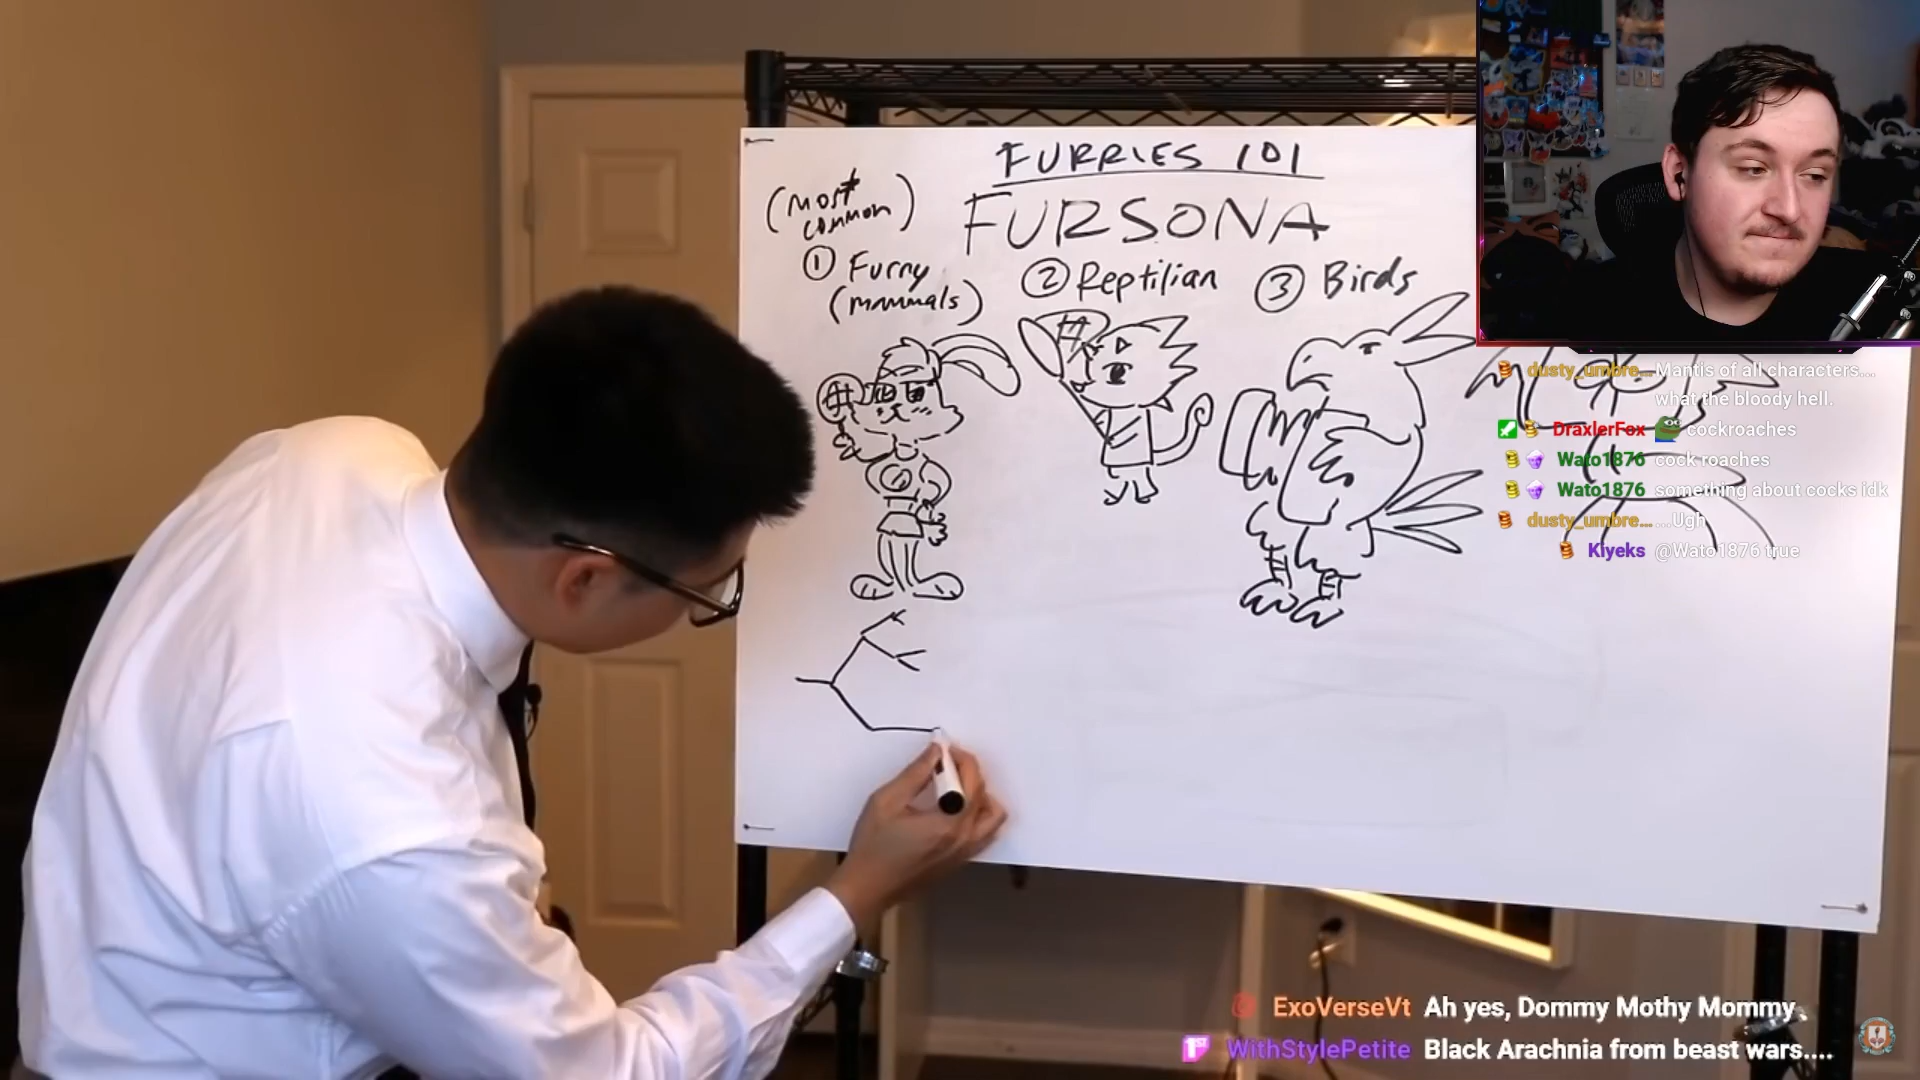 FURRIES 101
FURSONA
(most common)
① Furry
(mammals)
② Reptilian
③ Birds
dusty_umbre... Mantis of all characters...
what the bloody hell.
DraxlerFox cockroaches
Wato1876 cock roaches
Wato1876 something about cocks idk
dusty_umbre... ...Ugh
Kiyeks @Wato1876 true
ExoVerseVt Ah yes, Dommy Mothy Mommy
1ST WithStylePetite Black Arachnia from beast wars....